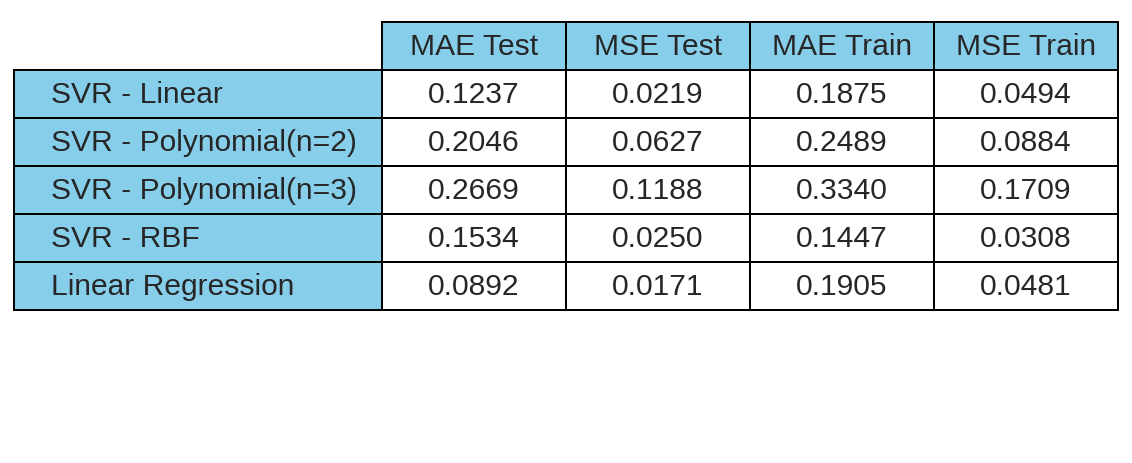 MAE Test MSE Test MAE Train MSE Train
SVR - Linear 0.1237 0.0219 0.1875 0.0494
SVR - Polynomial(n=2) 0.2046 0.0627 0.2489 0.0884
SVR - Polynomial(n=3) 0.2669 0.1188 0.3340 0.1709
SVR - RBF 0.1534 0.0250 0.1447 0.0308
Linear Regression 0.0892 0.0171 0.1905 0.0481